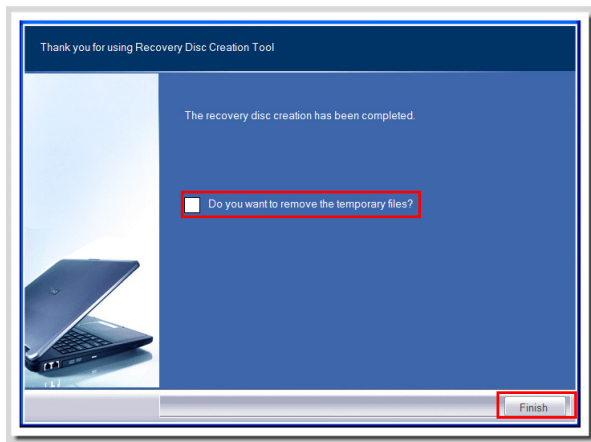 Thank you for using Recovery Disc Creation Tool
The recovery disc creation has been completed.
Do you want to remove the temporary files?
Finish